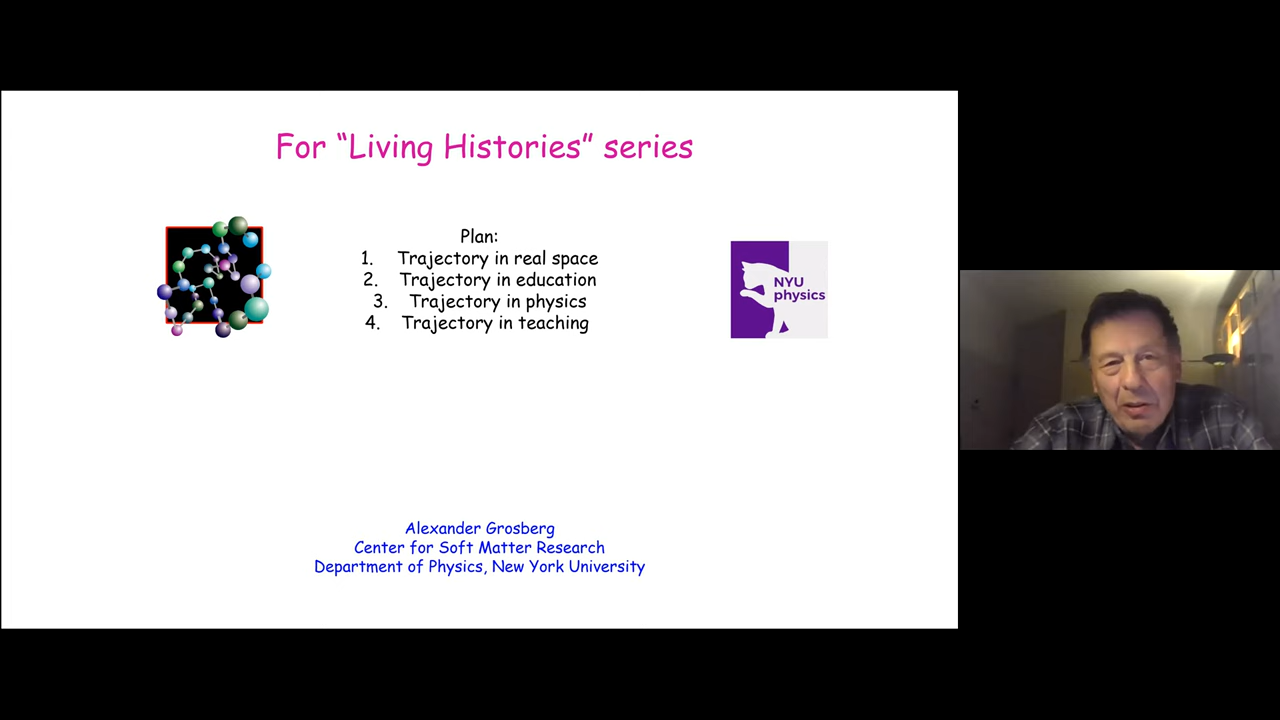 For “Living Histories” series
Plan:
1. Trajectory in real space
2. Trajectory in education
3. Trajectory in physics
4. Trajectory in teaching
NYU
physics
Alexander Grosberg
Center for Soft Matter Research
Department of Physics, New York University